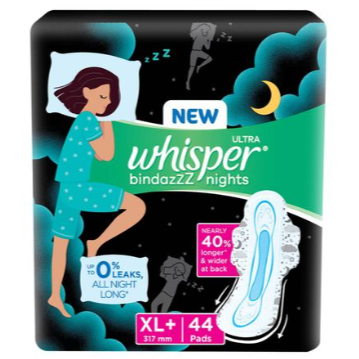 z z Z
z z Z
NEW
ULTRA
whisper®
bindazZZ nights
NEARLY
40%
longer*
& wider
at back
UP TO 0%
LEAKS,
ALL NIGHT
LONG*
XL+
317 mm
44
Pads